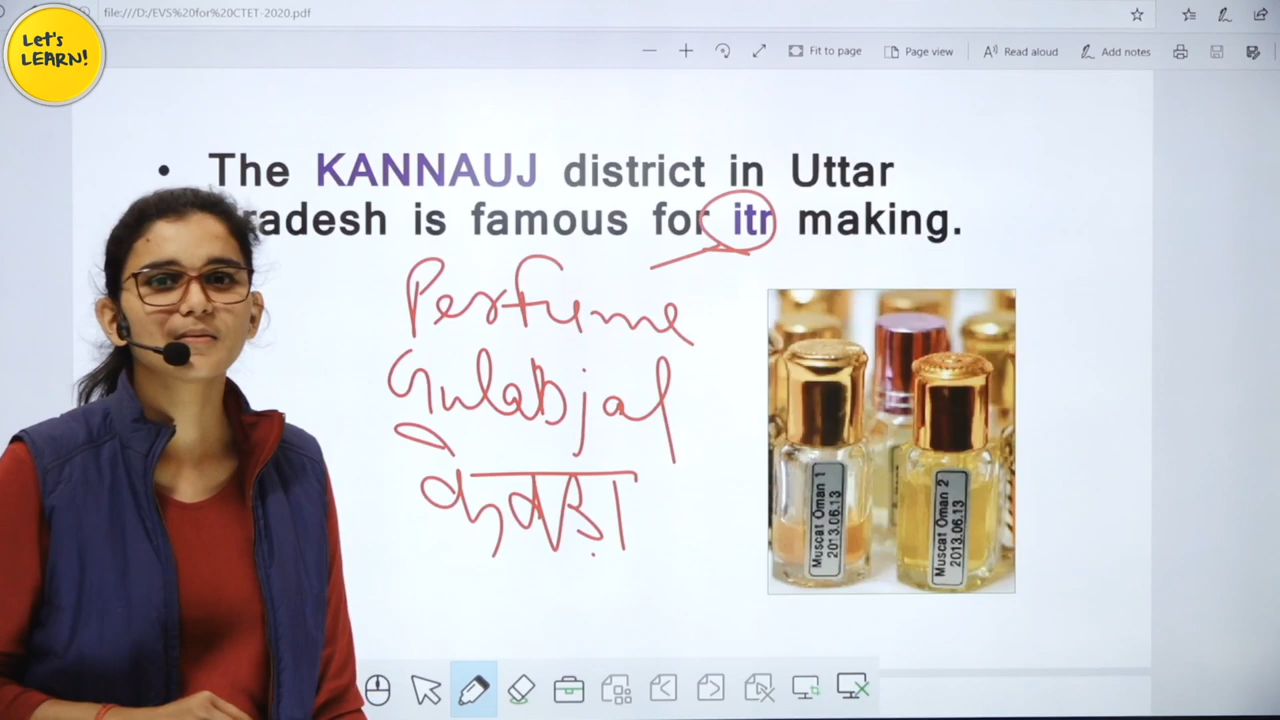 file:///D:/EVS%20for%20CTET-2020.pdf
Let's
LEARN!
Fit to page
Page view
Read aloud
Add notes
• The KANNAUJ district in Uttar
radesh is famous for itr making.
Perfume
Gulabjal
केवड़ा
Muscat Oman 1
2013.06.13
Muscat Oman 2
2013.06.13